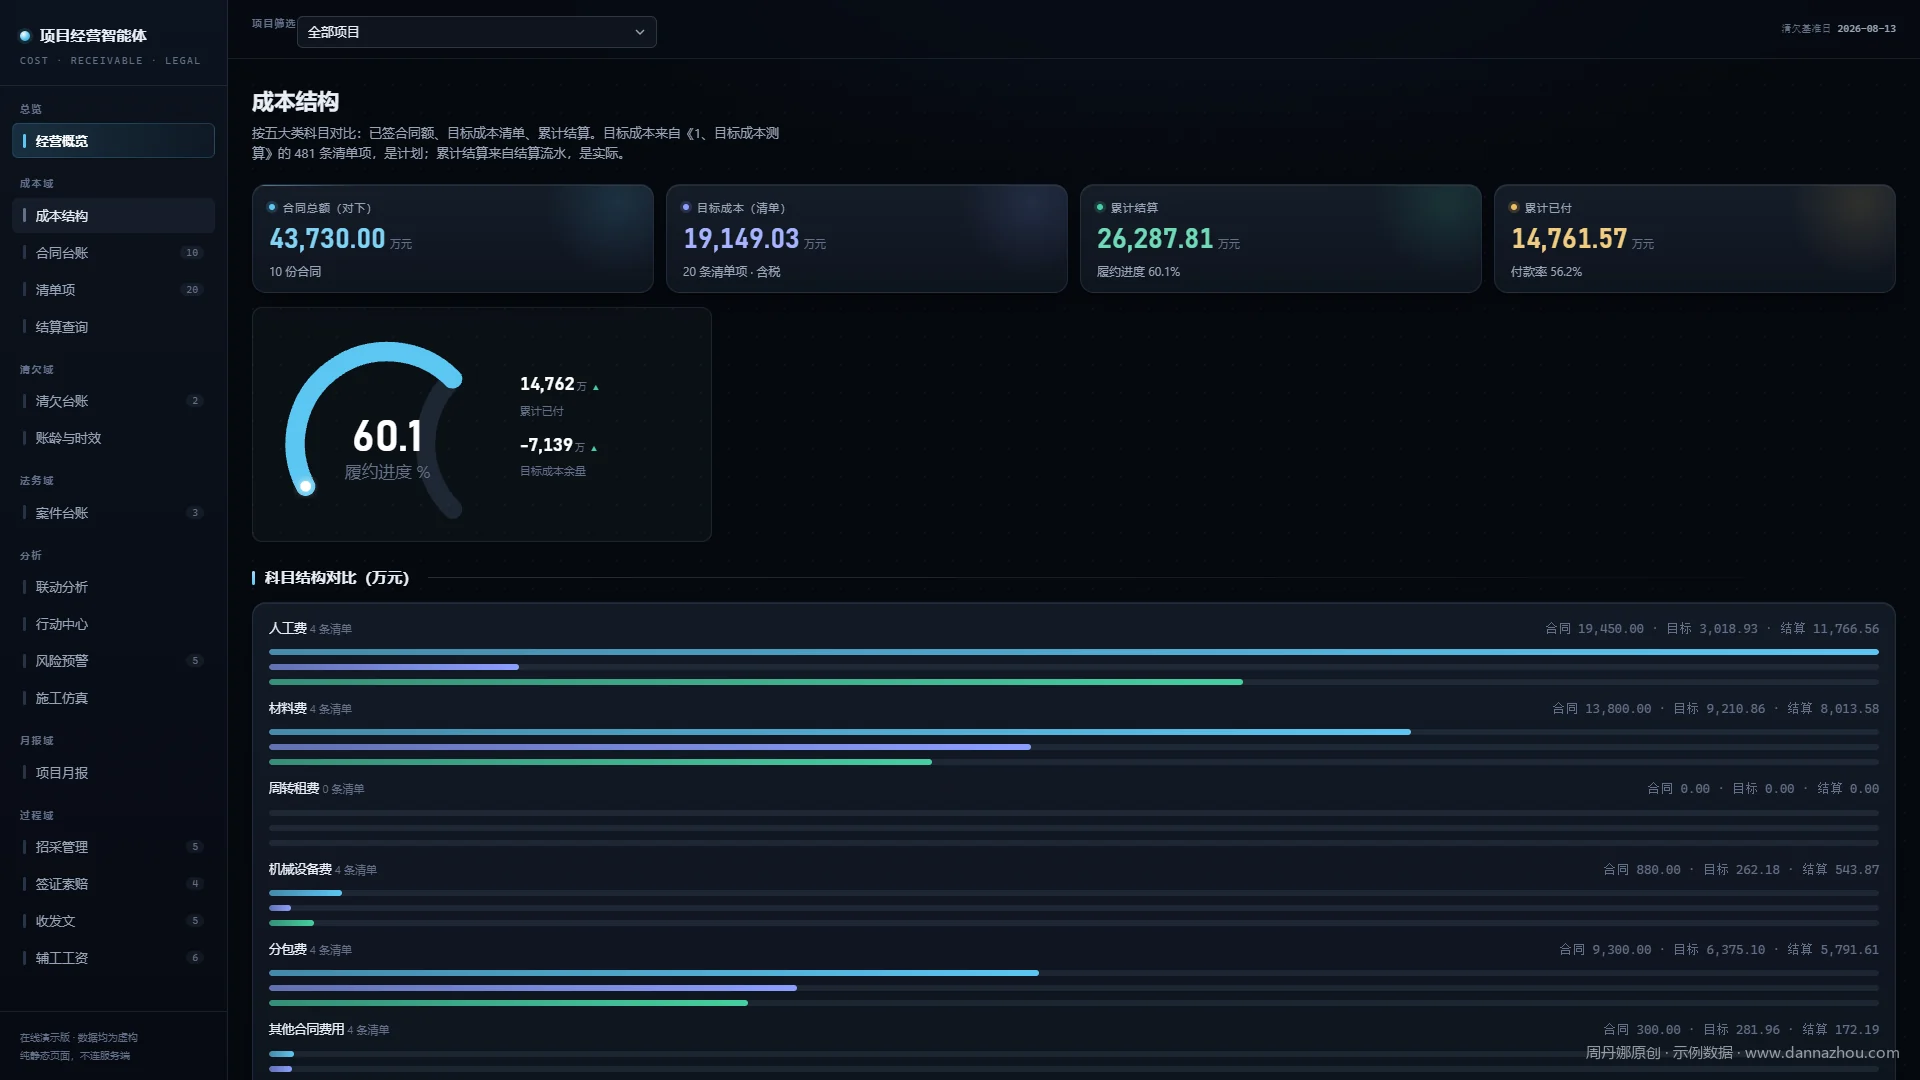 项目经营智能体
COST · RECEIVABLE · LEGAL
总览
经营概览
成本域
成本结构
合同台账 10
清单项 20
结算查询
清欠域
清欠台账 2
账龄与时效
法务域
案件台账 3
分析
联动分析
行动中心
风险预警 5
施工仿真
月报域
项目月报
过程域
招采管理 5
签证索赔 4
收发文 5
辅工工资 6
在线演示版 · 数据均为虚构
纯静态页面，不连服务端
项目筛选 全部项目
清欠基准日 2026-08-13
成本结构
按五大类科目对比：已签合同额、目标成本清单、累计结算。目标成本来自《1、目标成本测
算》的 481 条清单项，是计划；累计结算来自结算流水，是实际。
合同总额（对下）
43,730.00 万元
10 份合同
目标成本（清单）
19,149.03 万元
20 条清单项 · 含税
累计结算
26,287.81 万元
履约进度 60.1%
累计已付
14,761.57 万元
付款率 56.2%
60.1
履约进度 %
14,762 万 ▲
累计已付
-7,139 万 ▲
目标成本余量
科目结构对比（万元）
人工费 4 条清单 合同 19,450.00 · 目标 3,018.93 · 结算 11,766.56
材料费 4 条清单 合同 13,800.00 · 目标 9,210.86 · 结算 8,013.58
周转租费 0 条清单 合同 0.00 · 目标 0.00 · 结算 0.00
机械设备费 4 条清单 合同 880.00 · 目标 262.18 · 结算 543.87
分包费 4 条清单 合同 9,300.00 · 目标 6,375.10 · 结算 5,791.61
其他合同费用 4 条清单 合同 300.00 · 目标 281.96 · 结算 172.19
周丹娜原创 · 示例数据 · www.dannazhou.com